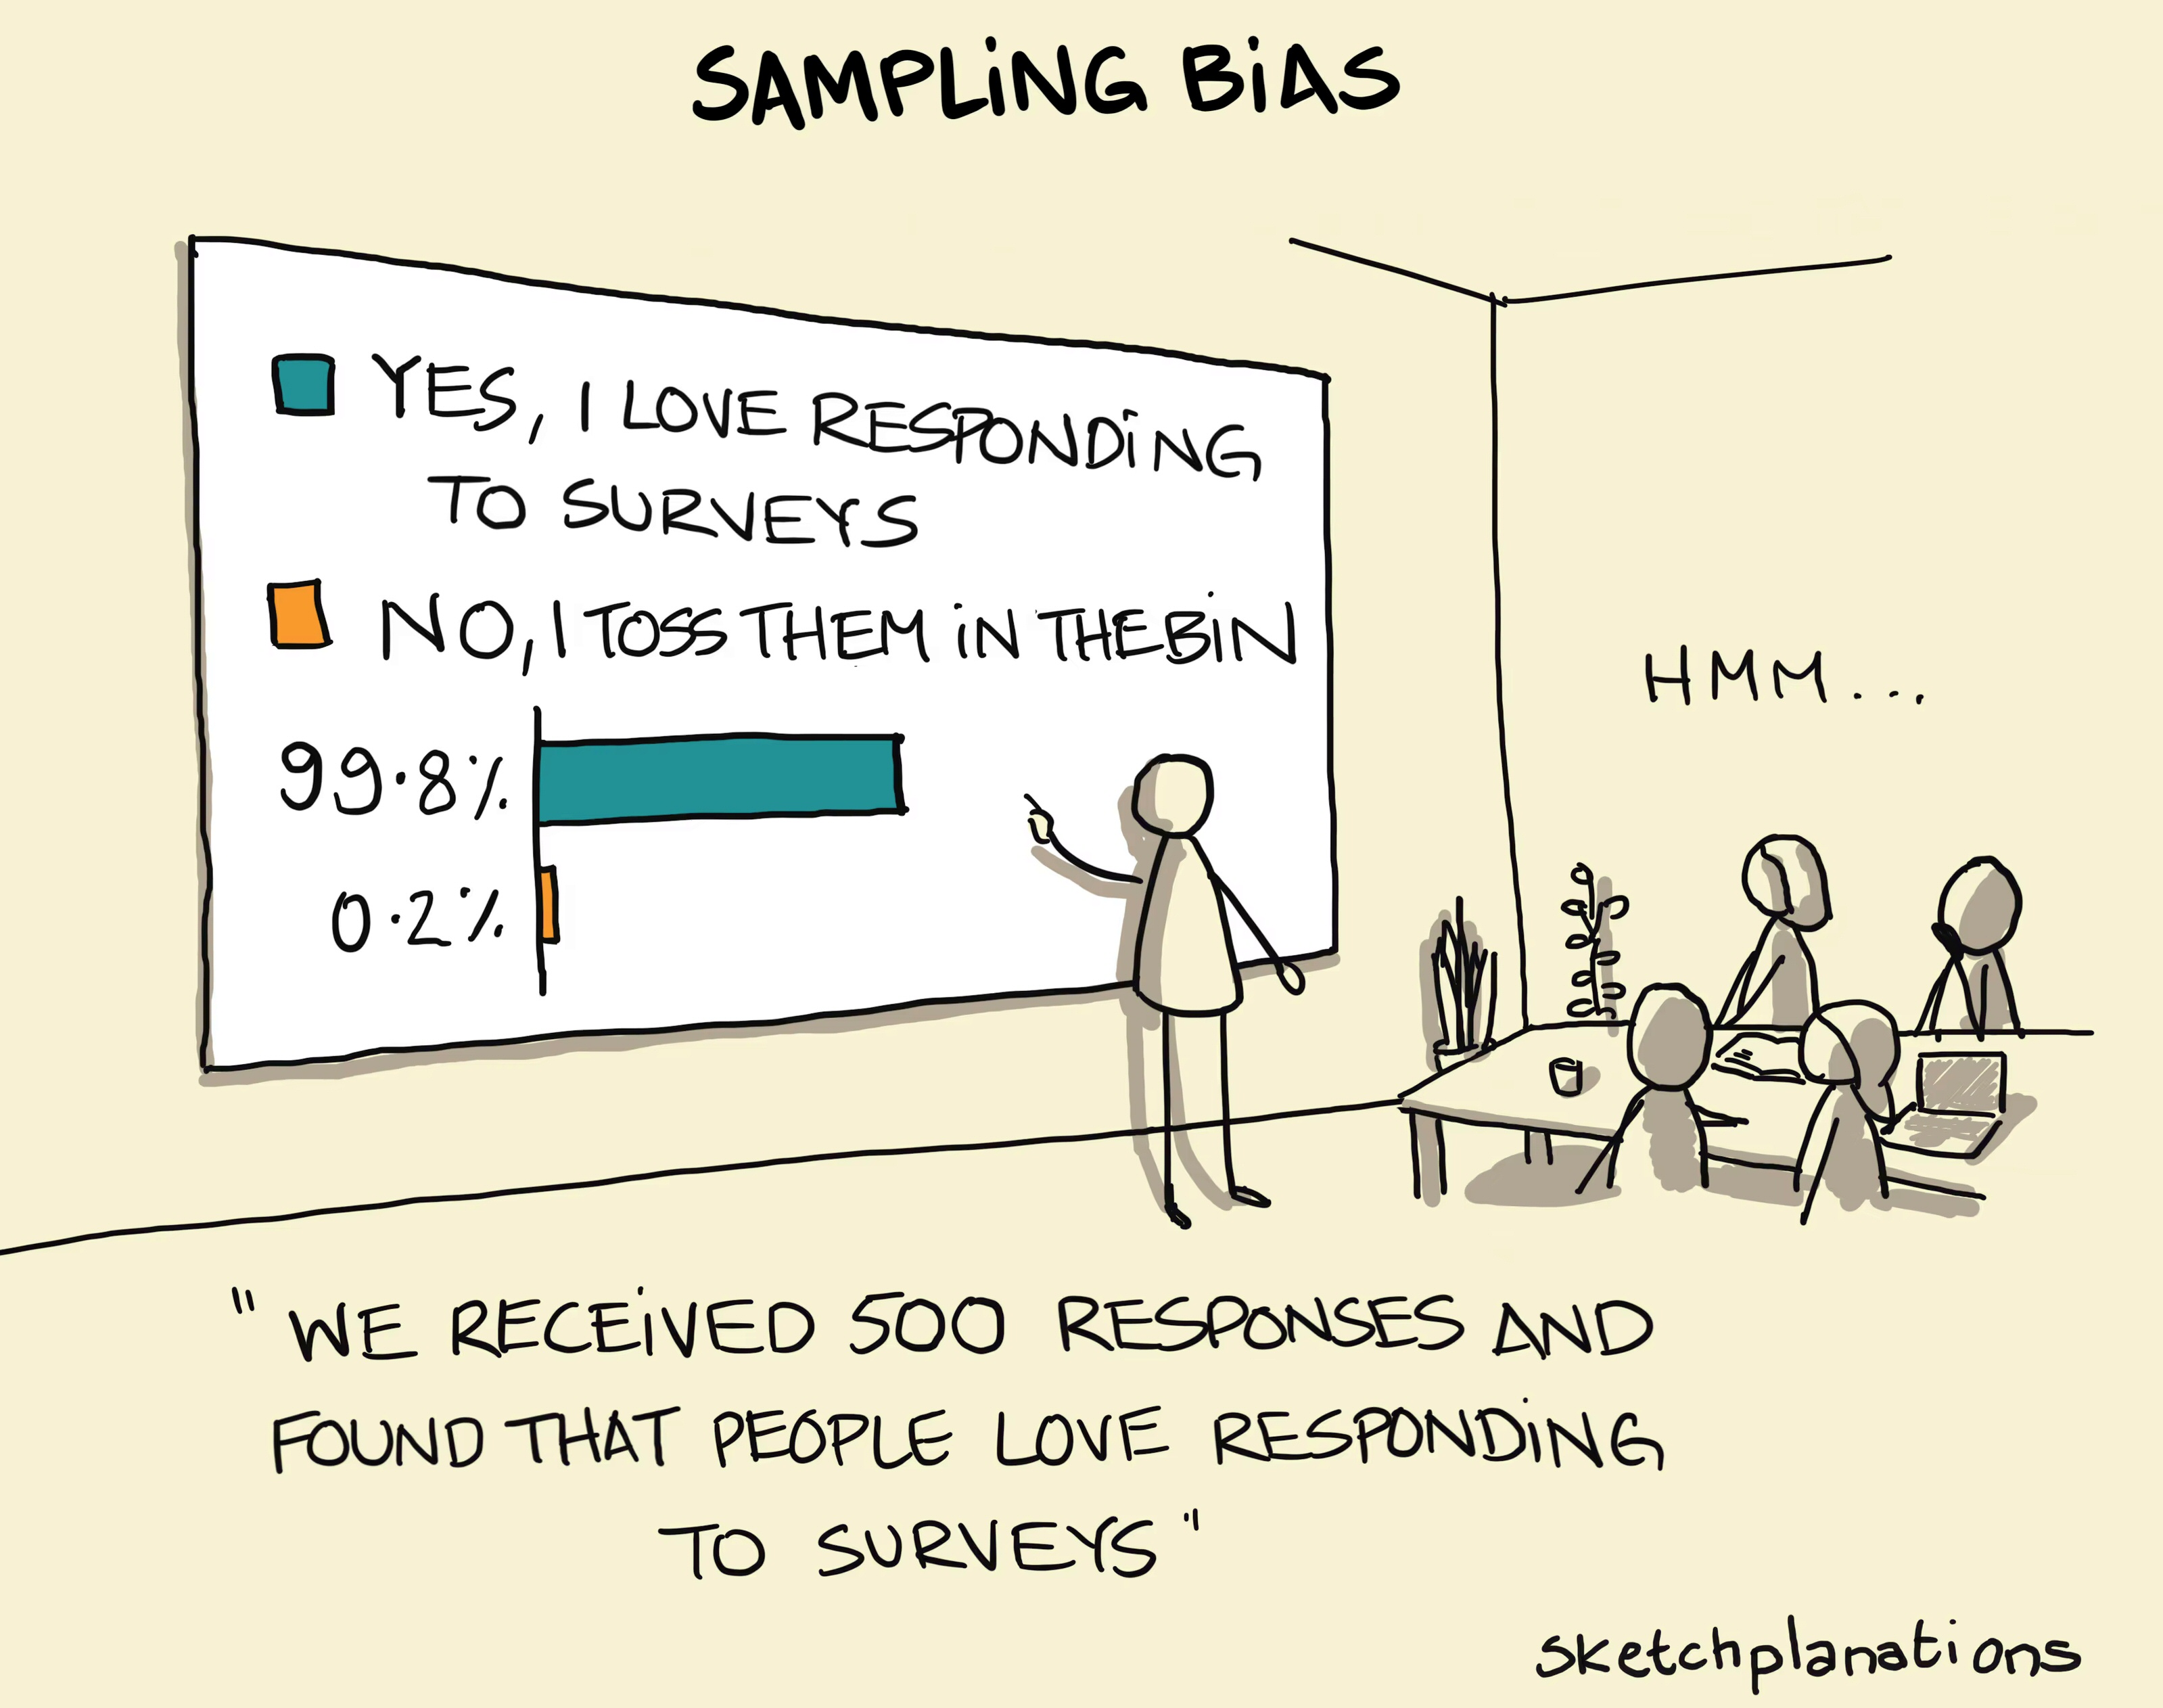 SAMPLING BIAS
YES, I LOVE RESPONDING
TO SURVEYS
NO, I TOSS THEM IN THE BIN
99.8%
0.2%
HMM...
"WE RECEIVED 500 RESPONSES AND
FOUND THAT PEOPLE LOVE RESPONDING
TO SURVEYS"
sketchplanations